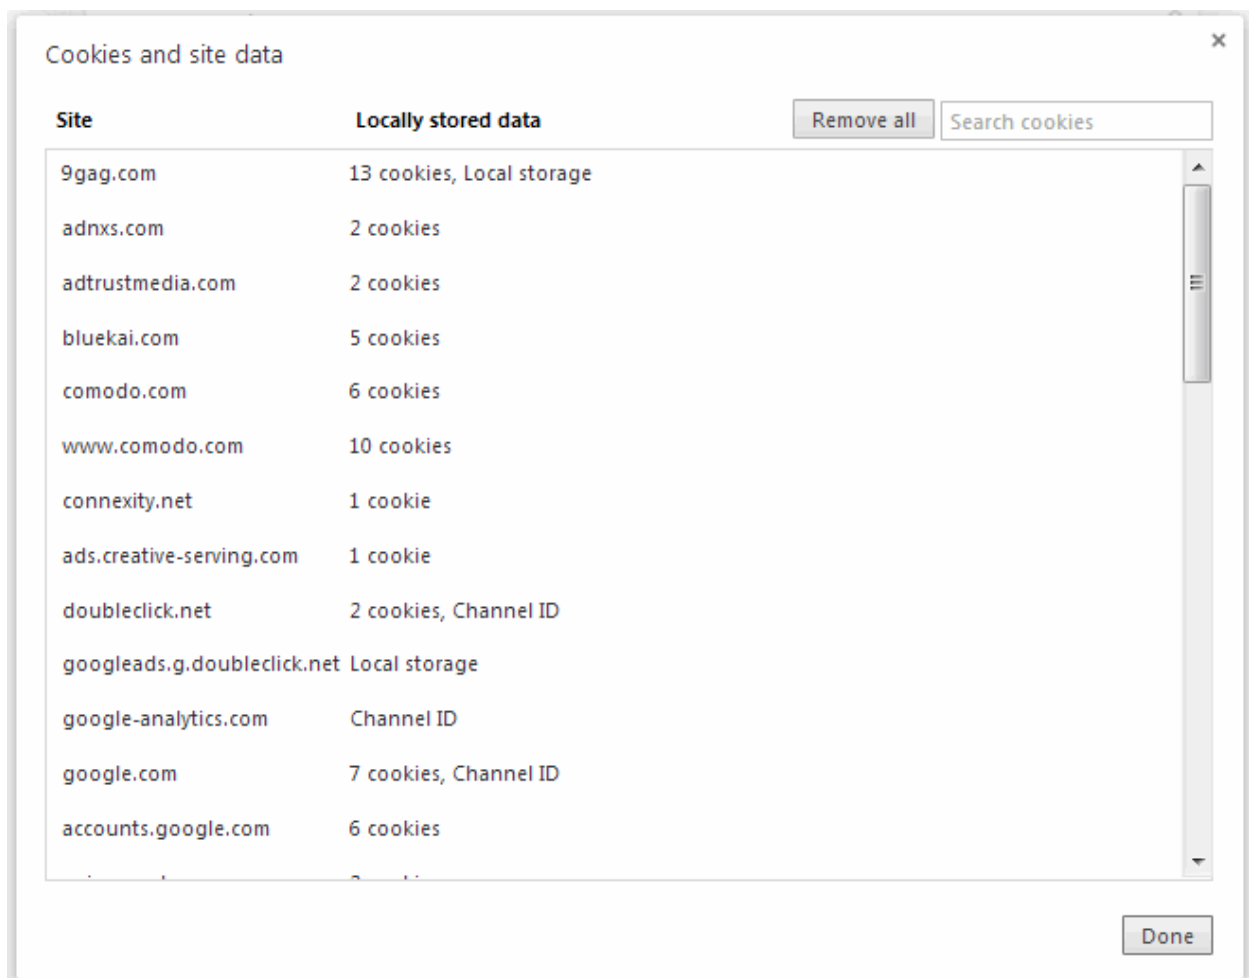 Cookies and site data
Site Locally stored data Remove all Search cookies
9gag.com 13 cookies, Local storage
adnxs.com 2 cookies
adtrustmedia.com 2 cookies
bluekai.com 5 cookies
comodo.com 6 cookies
www.comodo.com 10 cookies
connexity.net 1 cookie
ads.creative-serving.com 1 cookie
doubleclick.net 2 cookies, Channel ID
googleads.g.doubleclick.net Local storage
google-analytics.com Channel ID
google.com 7 cookies, Channel ID
accounts.google.com 6 cookies
Done